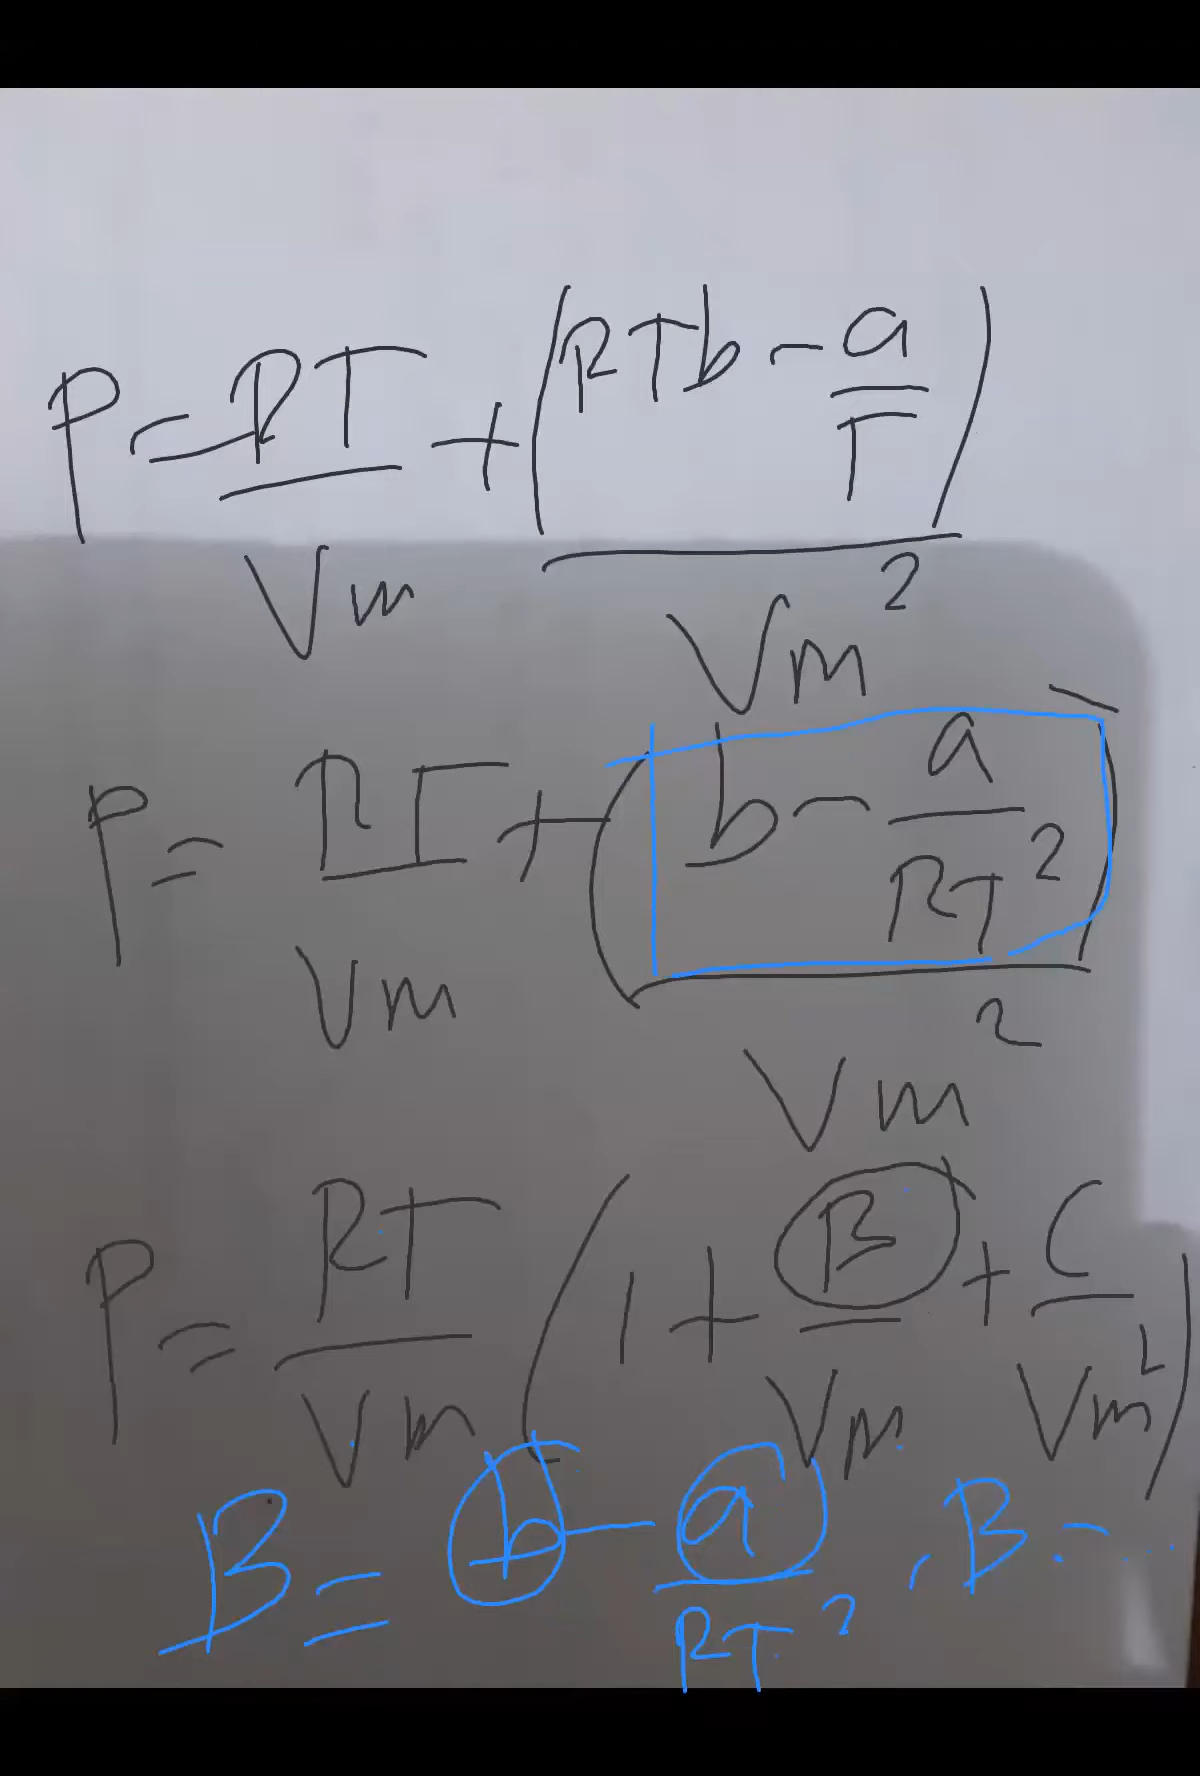 P = RT/Vm + (RTb - a/T)/Vm²
P = RT/Vm + (b - a/RT²)/Vm²
P = RT/Vm (1 + B/Vm + C/Vm²)
B = b - a/RT², B = ...